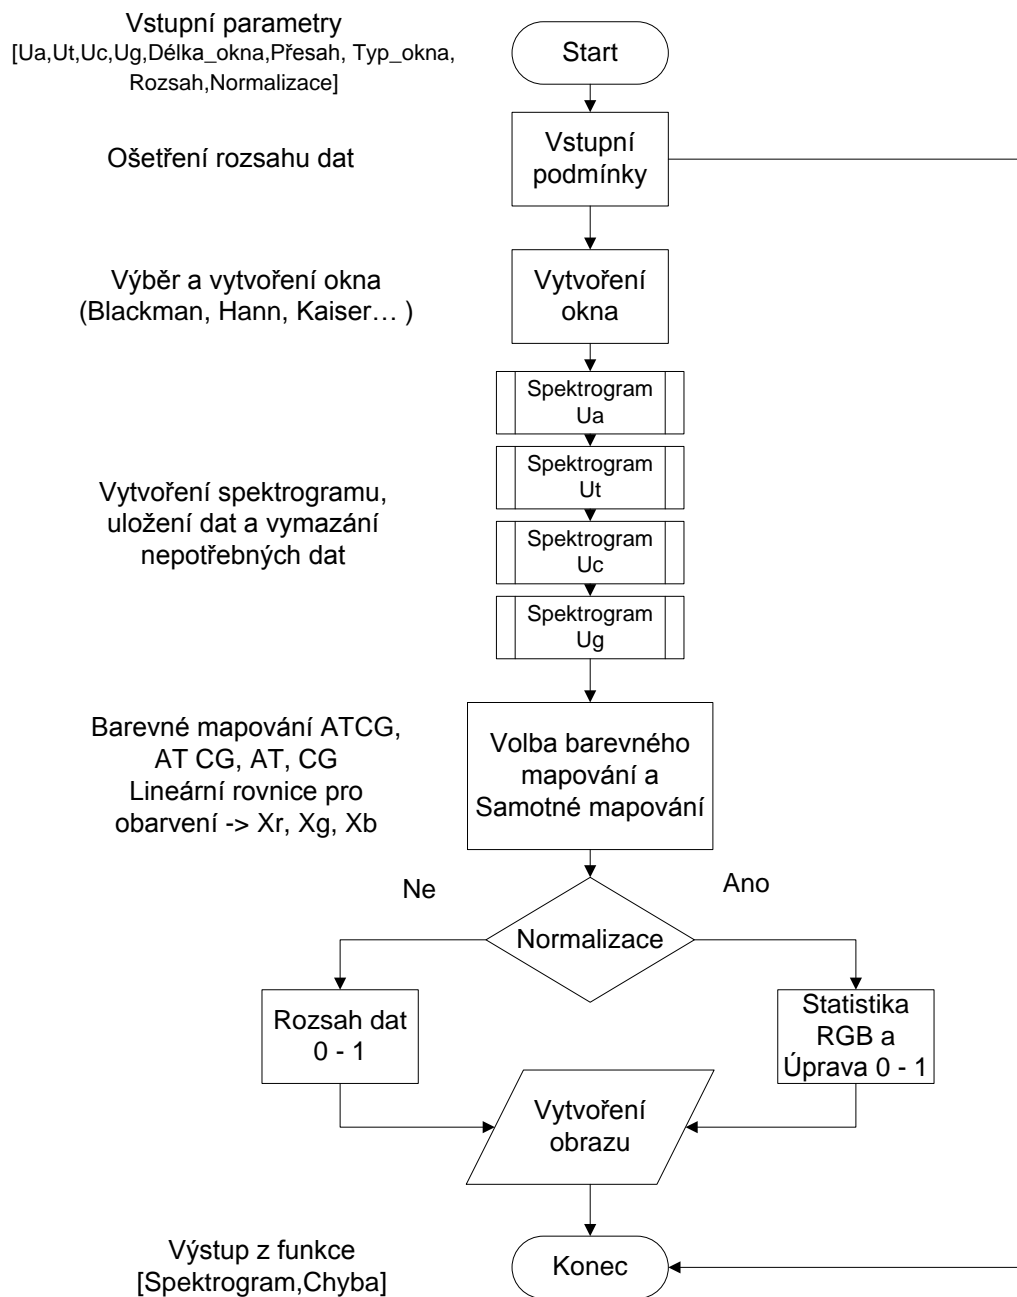 Vstupní parametry
[Ua,Ut,Uc,Ug,Délka_okna,Přesah, Typ_okna,
Rozsah,Normalizace]
Start
Ošetření rozsahu dat
Vstupní
podmínky
Výběr a vytvoření okna
(Blackman, Hann, Kaiser… )
Vytvoření
okna
Spektrogram
Ua
Spektrogram
Ut
Vytvoření spektrogramu,
uložení dat a vymazání
nepotřebných dat
Spektrogram
Uc
Spektrogram
Ug
Barevné mapování ATCG,
AT CG, AT, CG
Lineární rovnice pro
obarvení -> Xr, Xg, Xb
Volba barevného
mapování a
Samotné mapování
Ne
Ano
Normalizace
Rozsah dat
0 - 1
Statistika
RGB a
Úprava 0 - 1
Vytvoření
obrazu
Výstup z funkce
[Spektrogram,Chyba]
Konec